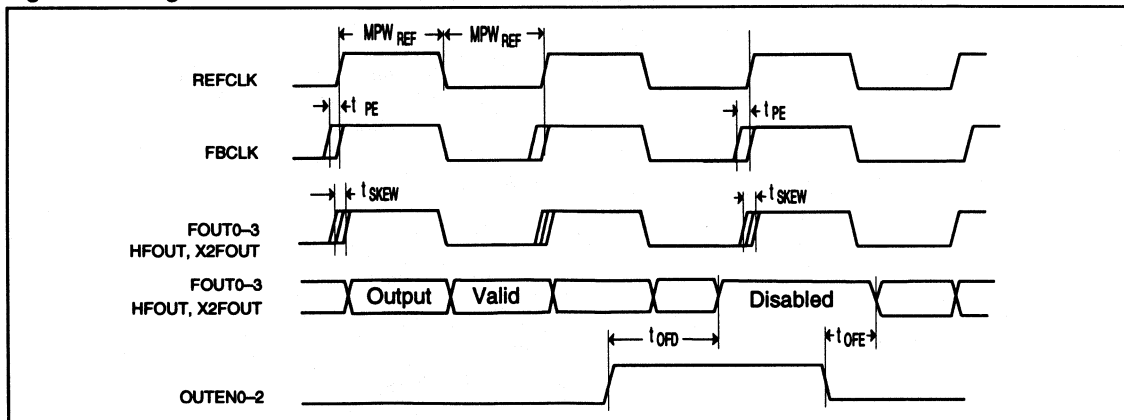 MPW REF MPW REF
REFCLK
t PE t PE
FBCLK
t SKEW t SKEW
FOUT0–3
HFOUT, X2FOUT
FOUT0–3
HFOUT, X2FOUT
Output Valid Disabled
t OFD t OFE
OUTEN0–2